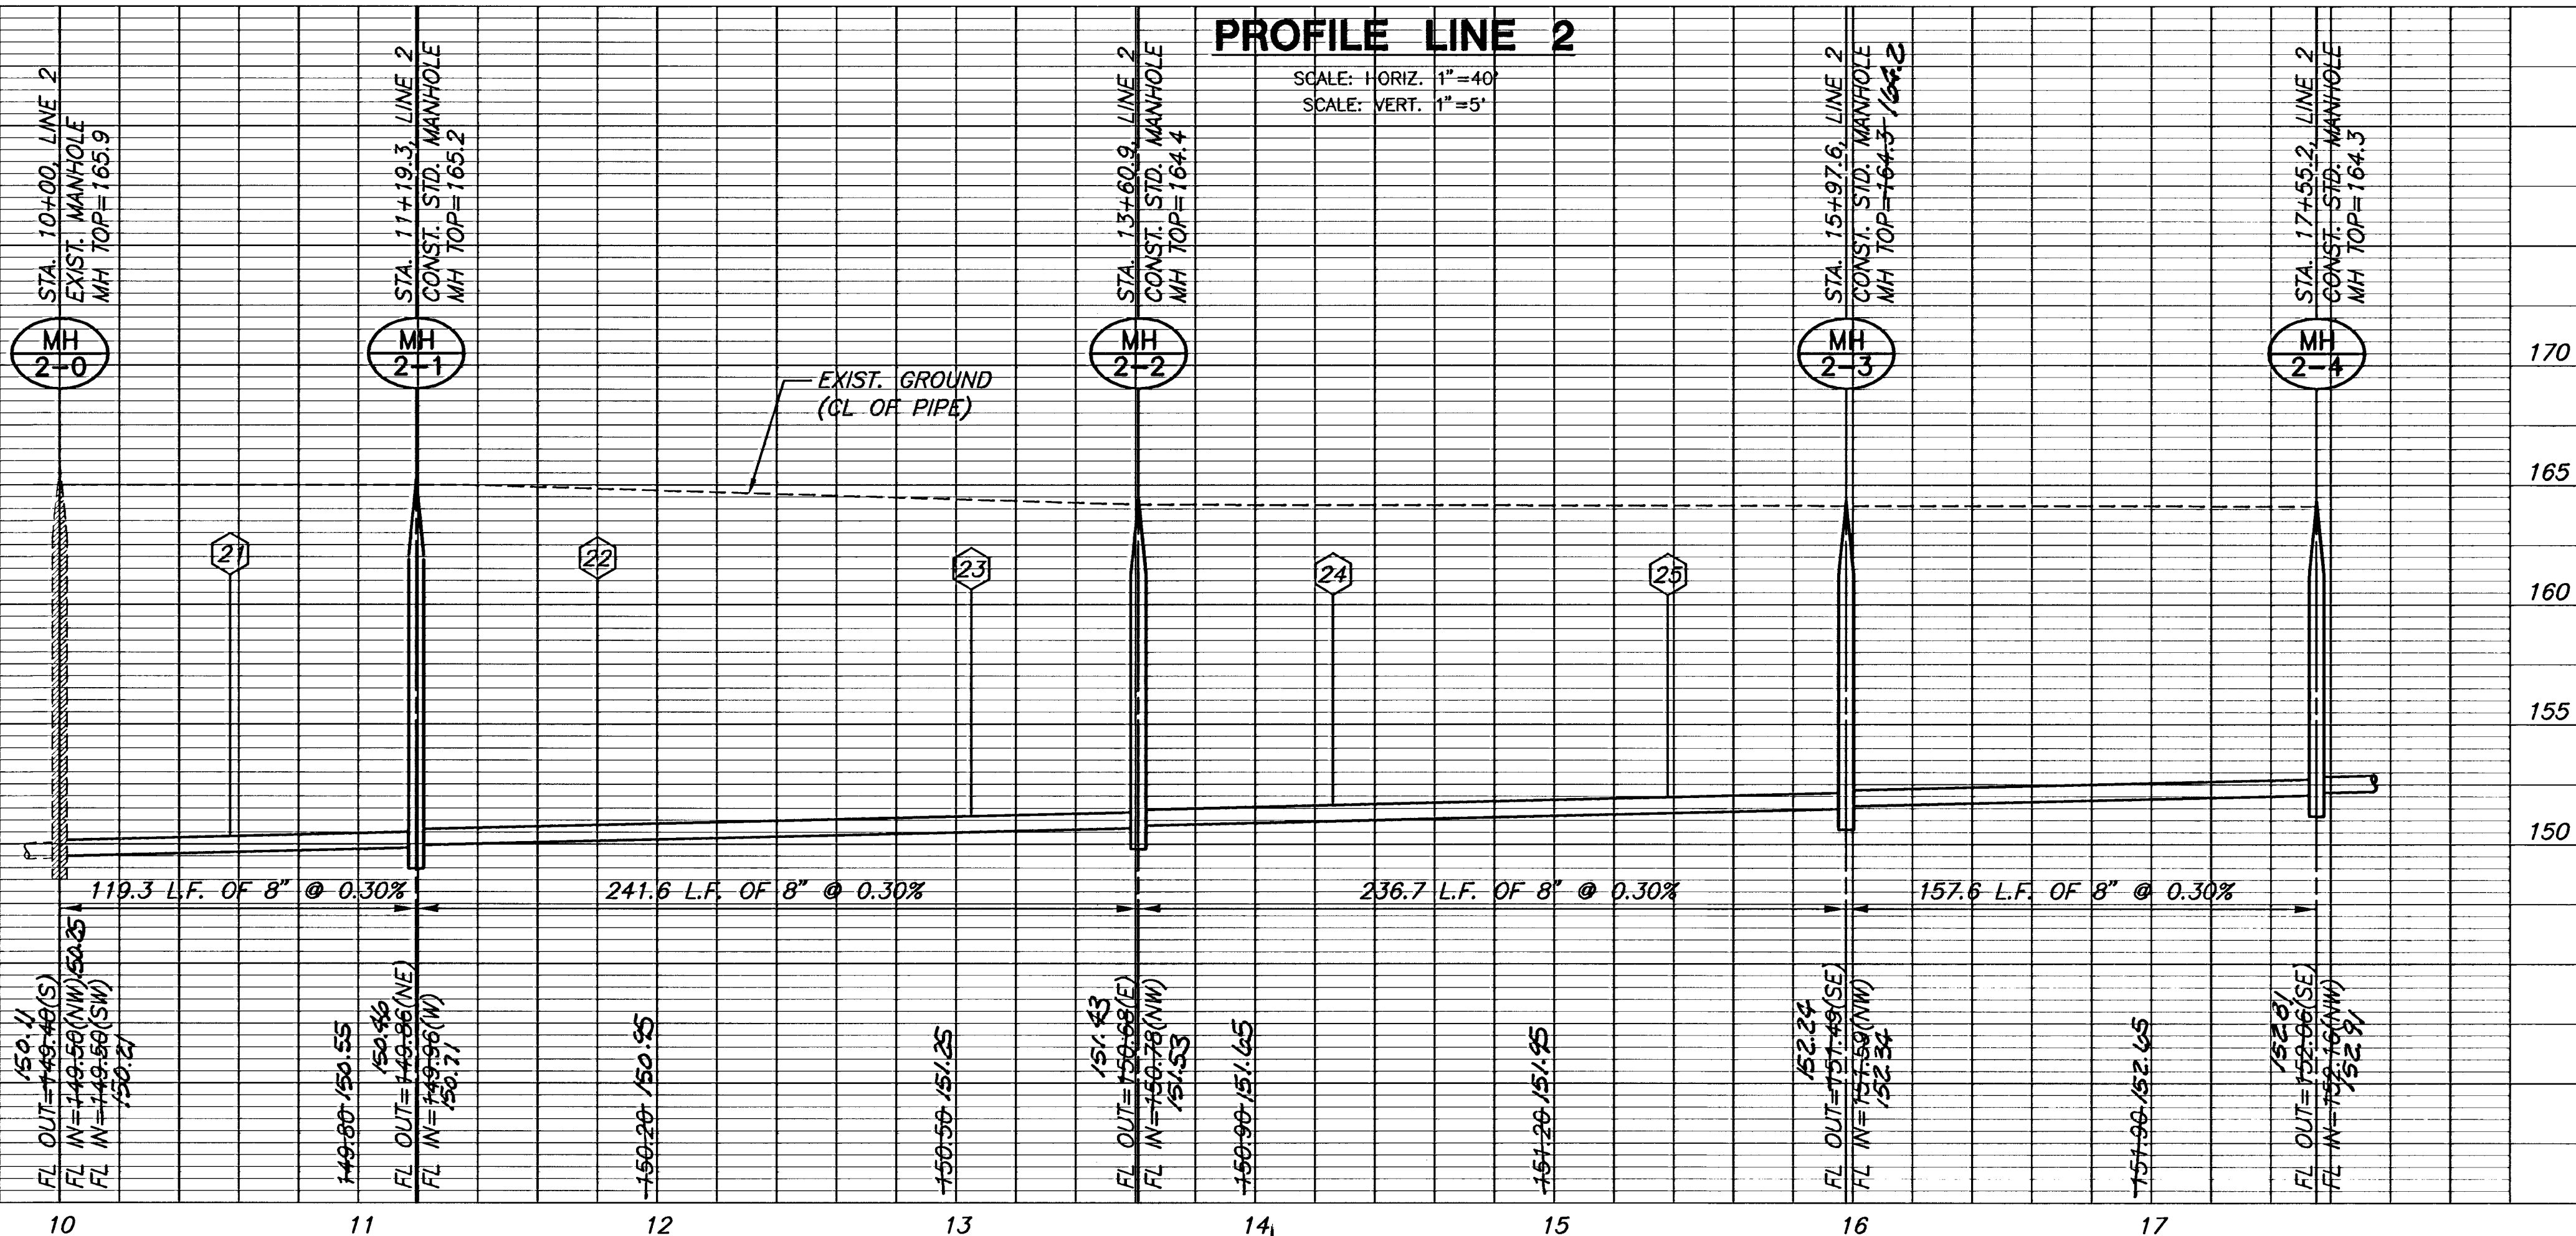 PROFILE LINE 2
SCALE: HORIZ. 1"=40'
SCALE: VERT. 1"=5'
STA. 10+00, LINE 2
EXIST. MANHOLE
MH TOP=165.9
STA. 11+19.3, LINE 2
CONST. STD. MANHOLE
MH TOP=165.2
STA. 13+60.9, LINE 2
CONST. STD. MANHOLE
MH TOP=164.4
STA. 15+97.6, LINE 2
CONST. STD. MANHOLE
MH TOP=164.3 164.2
STA. 17+55.2, LINE 2
CONST. STD. MANHOLE
MH TOP=164.3
MH
2-0
MH
2-1
MH
2-2
MH
2-3
MH
2-4
170
EXIST. GROUND
(CL OF PIPE)
165
21
22
23
24
25
160
155
150
119.3 L.F. OF 8" @ 0.30%
241.6 L.F. OF 8" @ 0.30%
236.7 L.F. OF 8" @ 0.30%
157.6 L.F. OF 8" @ 0.30%
150.11
FL OUT=149.40(S)
FL IN=149.50(NW) 50.25
FL IN=149.50(SW)
150.21
149.80 150.55
150.46
FL OUT=149.86(NE)
FL IN=149.96(W)
150.71
150.20 150.95
150.50 151.25
151.43
FL OUT=150.68(E)
FL IN=150.78(NW)
151.53
150.90 151.65
151.20 151.95
152.24
FL OUT=151.49(SE)
FL IN=151.59(NW)
152.34
151.90 152.65
152.81
FL OUT=152.06(SE)
FL IN=152.16(NW)
152.91
10
11
12
13
14
15
16
17